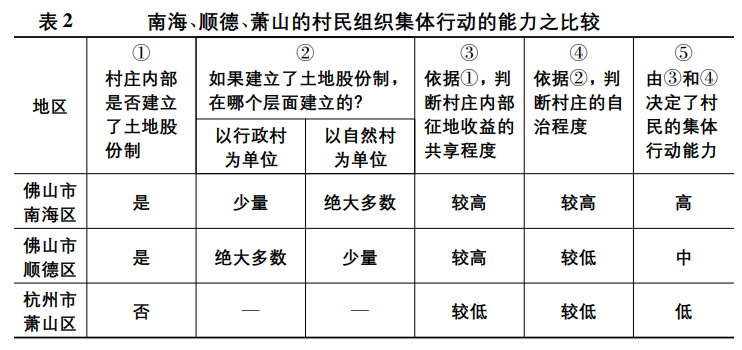 表2 南海、顺德、萧山的村民组织集体行动的能力之比较
地区
①
村庄内部
是否建立
了土地股
份制
②
如果建立了土地股份制，
在哪个层面建立的？
以行政村
为单位
以自然村
为单位
③
依据①，判
断村庄内部
征地收益的
共享程度
④
依据②，判
断村庄的自
治程度
⑤
由③和④
决定了村
民的集体
行动能力
佛山市
南海区
是
少量
绝大多数
较高
较高
高
佛山市
顺德区
是
绝大多数
少量
较高
较低
中
杭州市
萧山区
否
—
—
较低
较低
低